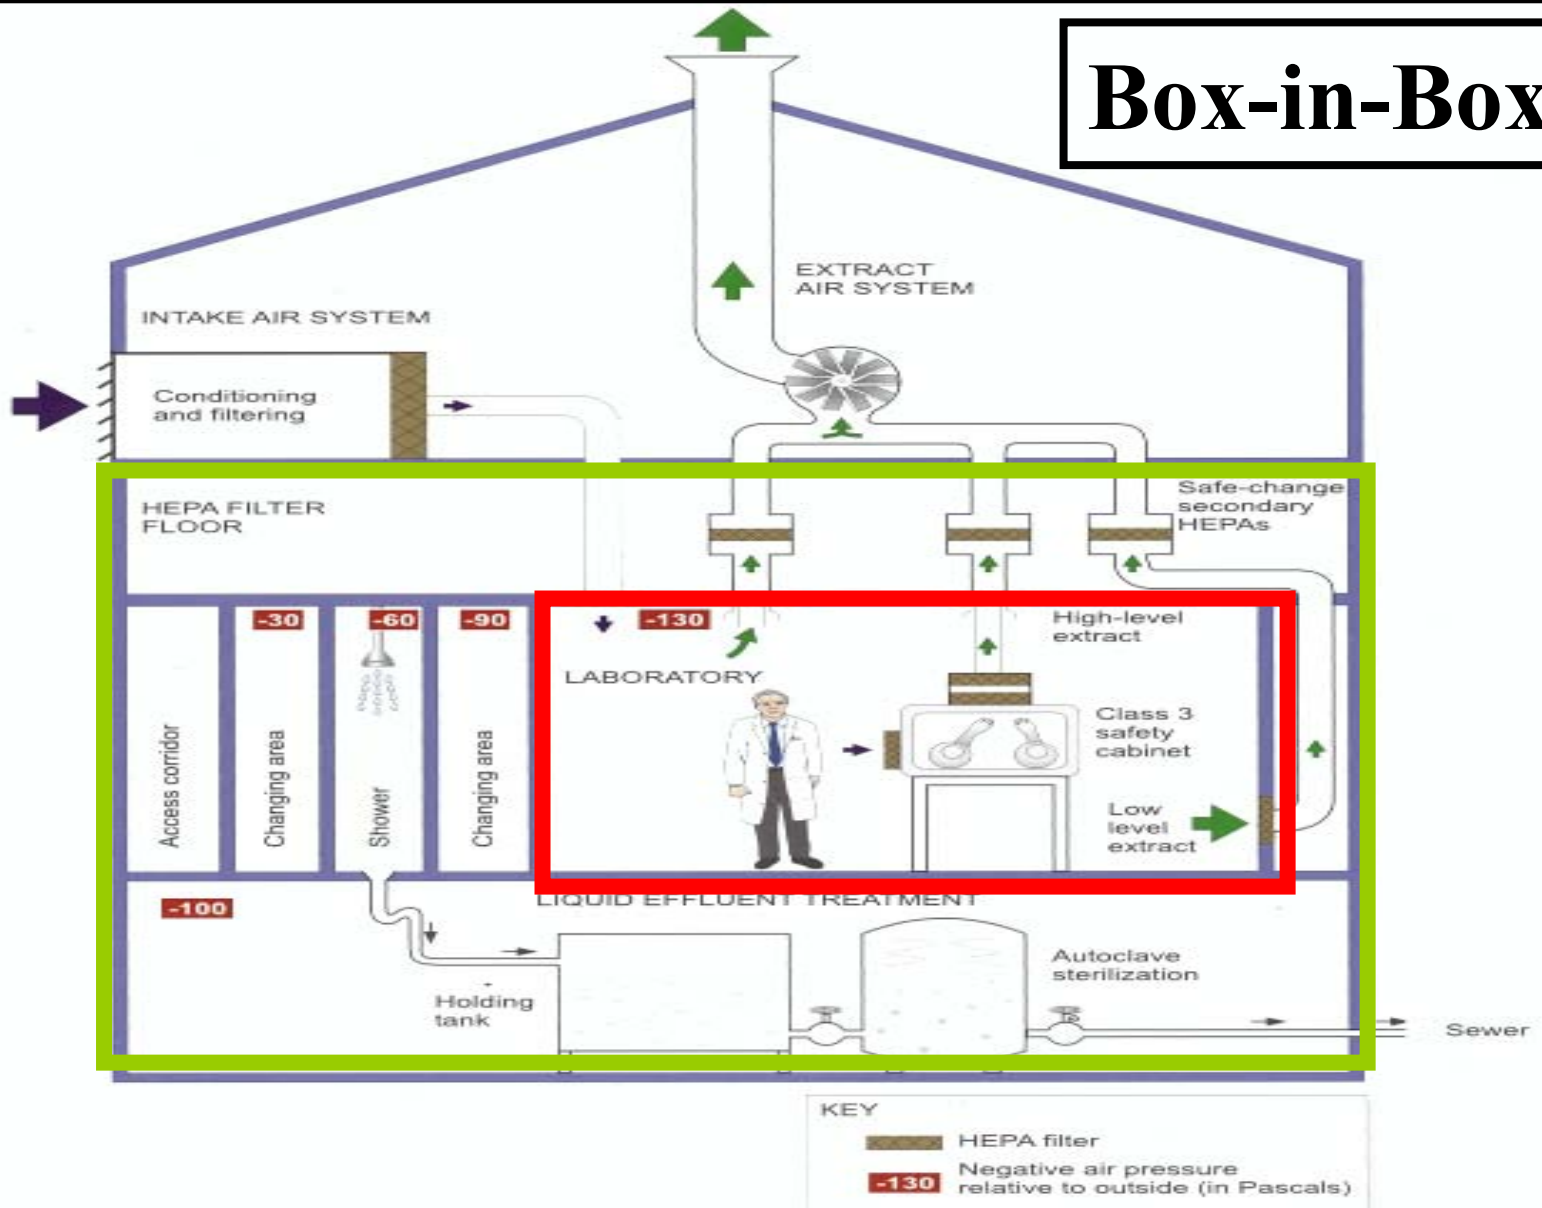 Box-in-Box
EXTRACT
AIR SYSTEM
INTAKE AIR SYSTEM
Conditioning
and filtering
HEPA FILTER
FLOOR
Safe-change
secondary
HEPAs
-30
-60
-90
-130
High-level
extract
LABORATORY
Access corridor
Changing area
Shower
Changing area
Class 3
safety
cabinet
Low
level
extract
-100
LIQUID EFFLUENT TREATMENT
Holding
tank
Autoclave
sterilization
Sewer
KEY
HEPA filter
-130
Negative air pressure
relative to outside (in Pascals)